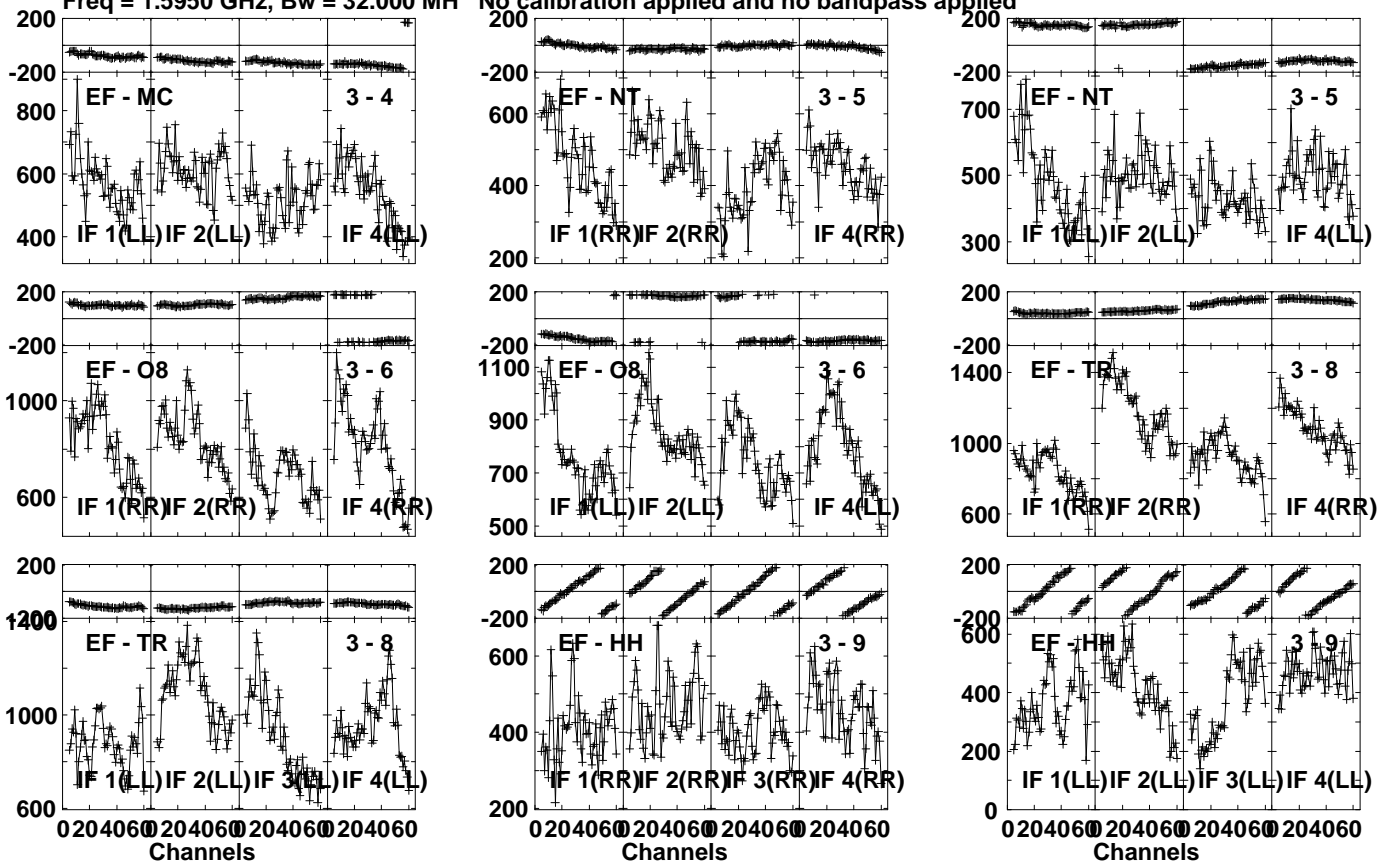 Freq = 1.5950 GHz, Bw = 32.000 MH No calibration applied and no bandpass applied
200
-200
EF - MC 3 - 4
800
600
400
IF 1(LL) IF 2(LL) IF 4(LL)
200
-200
EF - NT 3 - 5
600
400
200
IF 1(RR) IF 2(RR) IF 4(RR)
200
-200
EF - NT 3 - 5
700
500
300
IF 1(LL) IF 2(LL) IF 4(LL)
200
-200
EF - O8 3 - 6
1000
600
IF 1(RR) IF 2(RR) IF 4(RR)
200
-200
EF - O8 3 - 6
1100
900
700
500
IF 1(LL) IF 2(LL) IF 4(LL)
200
-200
EF - TR 3 - 8
1400
1000
600
IF 1(RR) IF 2(RR) IF 4(RR)
200
-200
1400
EF - TR 3 - 8
1000
600
IF 1(LL) IF 2(LL) IF 3(LL) IF 4(LL)
0 20 40 60 0 20 40 60 0 20 40 60 0 20 40 60
Channels
200
-200
EF - HH 3 - 9
600
400
200
IF 1(RR) IF 2(RR) IF 3(RR) IF 4(RR)
0 20 40 60 0 20 40 60 0 20 40 60 0 20 40 60
Channels
200
-200
EF - HH 3 - 9
600
400
200
0
IF 1(LL) IF 2(LL) IF 3(LL) IF 4(LL)
0 20 40 60 0 20 40 60 0 20 40 60 0 20 40 60
Channels